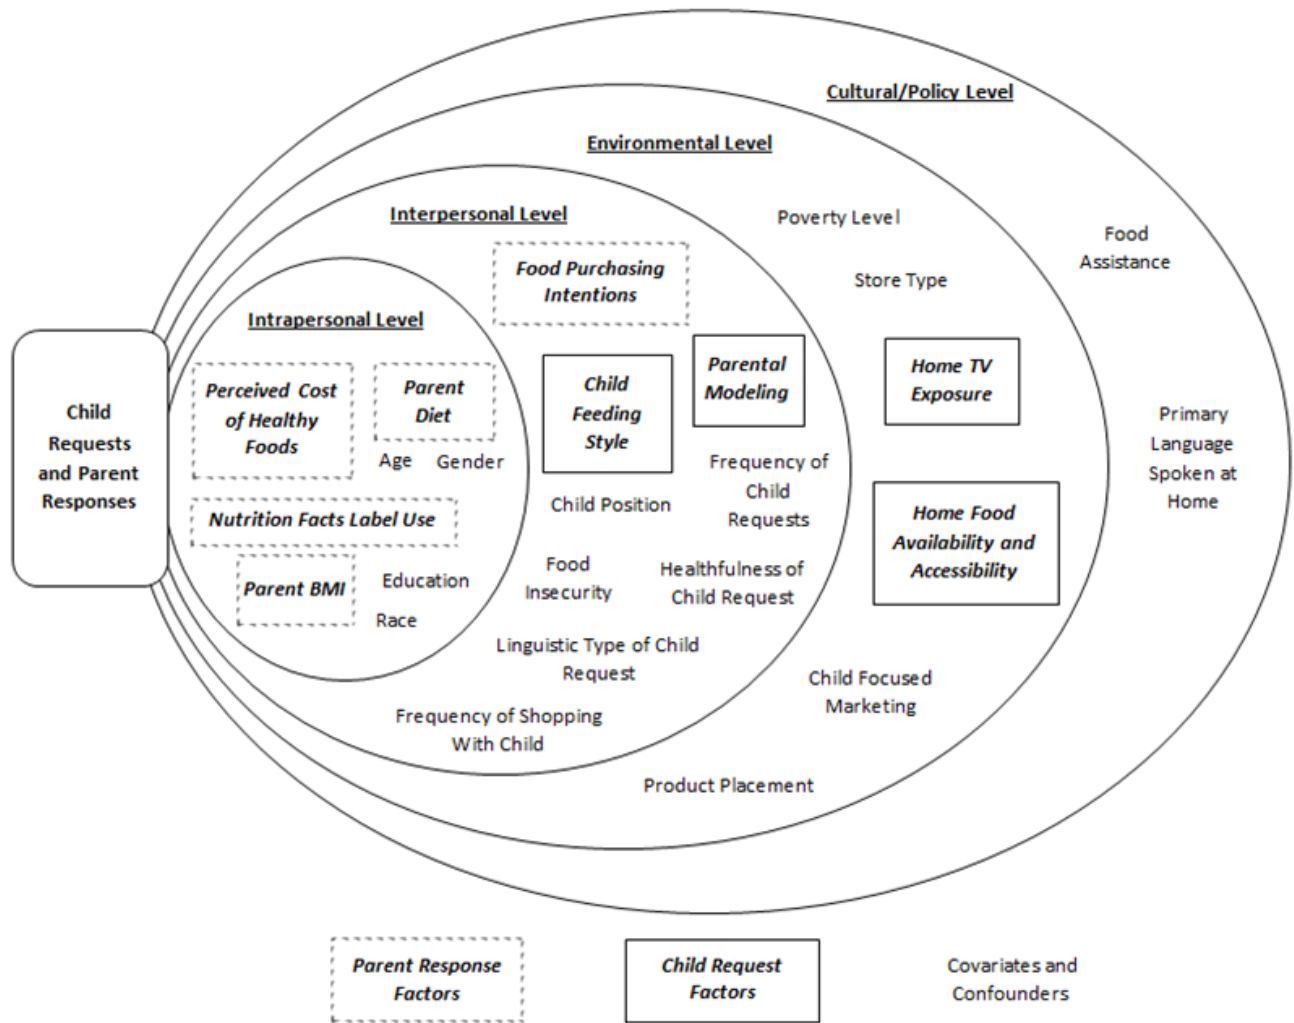 Cultural/Policy Level
Environmental Level
Interpersonal Level
Intrapersonal Level
Child
Requests
and Parent
Responses
Perceived Cost
of Healthy
Foods
Parent
Diet
Age
Gender
Nutrition Facts Label Use
Parent BMI
Education
Race
Food Purchasing
Intentions
Child
Feeding
Style
Parental
Modeling
Frequency of
Child
Requests
Child Position
Food
Insecurity
Healthfulness of
Child Request
Linguistic Type of Child
Request
Frequency of Shopping
With Child
Poverty Level
Store Type
Home TV
Exposure
Home Food
Availability and
Accessibility
Child Focused
Marketing
Product Placement
Food
Assistance
Primary
Language
Spoken at
Home
Parent Response
Factors
Child Request
Factors
Covariates and
Confounders